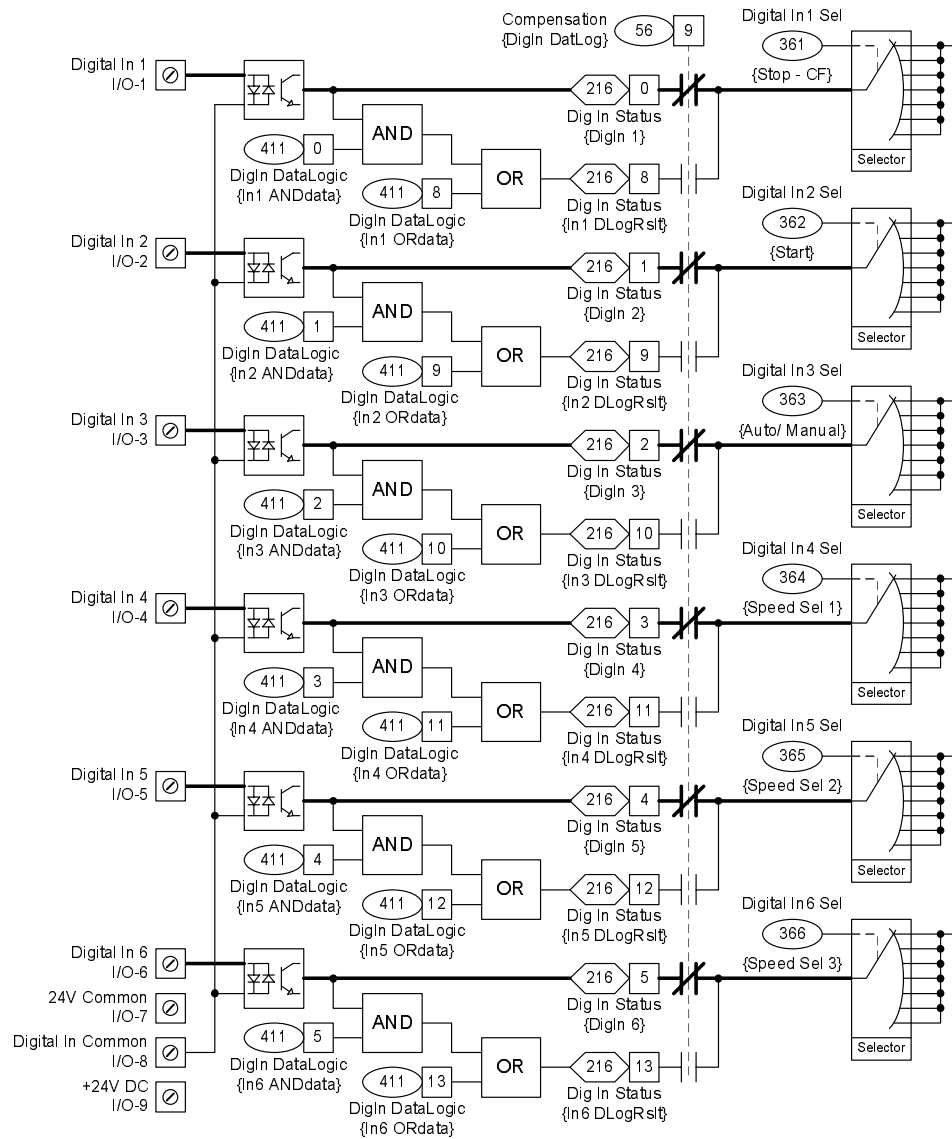 Compensation
{DigIn DatLog}
56 9
Digital In1 Sel
361
{Stop - CF}
Selector
Digital In 1
I/O-1
216 0
Dig In Status
{DigIn 1}
AND
411 0
DigIn DataLogic
{In1 ANDdata}
OR
411 8
DigIn DataLogic
{In1 ORdata}
216 8
Dig In Status
{In1 DLogRslt}
Digital In2 Sel
362
{Start}
Selector
Digital In 2
I/O-2
216 1
Dig In Status
{DigIn 2}
AND
411 1
DigIn DataLogic
{In2 ANDdata}
OR
411 9
DigIn DataLogic
{In2 ORdata}
216 9
Dig In Status
{In2 DLogRslt}
Digital In3 Sel
363
{Auto/ Manual}
Selector
Digital In 3
I/O-3
216 2
Dig In Status
{DigIn 3}
AND
411 2
DigIn DataLogic
{In3 ANDdata}
OR
411 10
DigIn DataLogic
{In3 ORdata}
216 10
Dig In Status
{In3 DLogRslt}
Digital In4 Sel
364
{Speed Sel 1}
Selector
Digital In 4
I/O-4
216 3
Dig In Status
{DigIn 4}
AND
411 3
DigIn DataLogic
{In4 ANDdata}
OR
411 11
DigIn DataLogic
{In4 ORdata}
216 11
Dig In Status
{In4 DLogRslt}
Digital In5 Sel
365
{Speed Sel 2}
Selector
Digital In 5
I/O-5
216 4
Dig In Status
{DigIn 5}
AND
411 4
DigIn DataLogic
{In5 ANDdata}
OR
411 12
DigIn DataLogic
{In5 ORdata}
216 12
Dig In Status
{In5 DLogRslt}
Digital In6 Sel
366
{Speed Sel 3}
Selector
Digital In 6
I/O-6
216 5
Dig In Status
{DigIn 6}
AND
411 5
DigIn DataLogic
{In6 ANDdata}
OR
411 13
DigIn DataLogic
{In6 ORdata}
216 13
Dig In Status
{In6 DLogRslt}
24V Common
I/O-7
Digital In Common
I/O-8
+24V DC
I/O-9